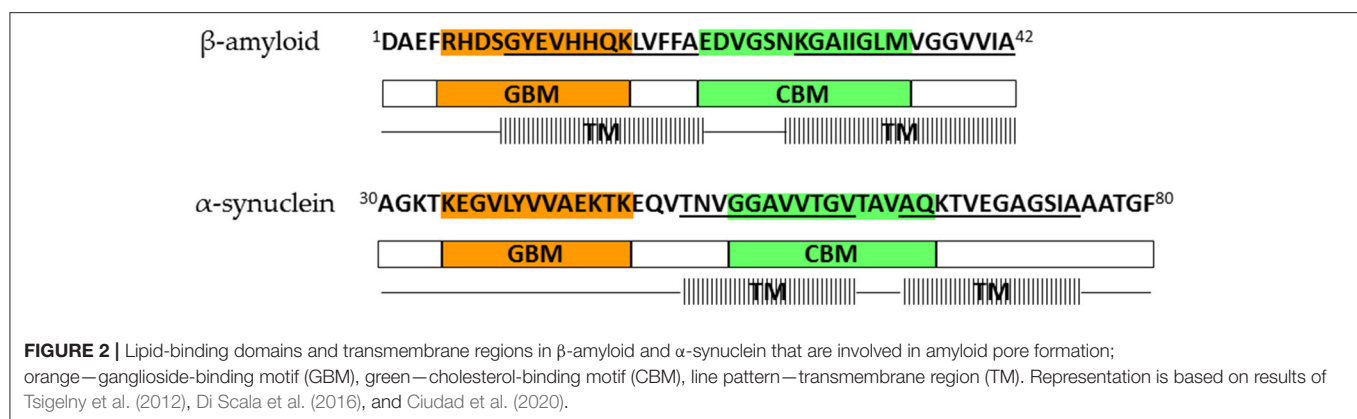 β-amyloid ¹DAEFRHDSGYEVHHQKLVFFAEDVGSNKGAIIGLMVGGVVIA⁴²
GBM CBM
TM TM
α-synuclein ³⁰AGKTKEGVLYVVAEKTKEQVTNVGGAVVTGVTAVAQKTVEGAGSIAAATGF⁸⁰
GBM CBM
TM TM
FIGURE 2 | Lipid-binding domains and transmembrane regions in β-amyloid and α-synuclein that are involved in amyloid pore formation;
orange—ganglioside-binding motif (GBM), green—cholesterol-binding motif (CBM), line pattern—transmembrane region (TM). Representation is based on results of
Tsigelny et al. (2012), Di Scala et al. (2016), and Ciudad et al. (2020).